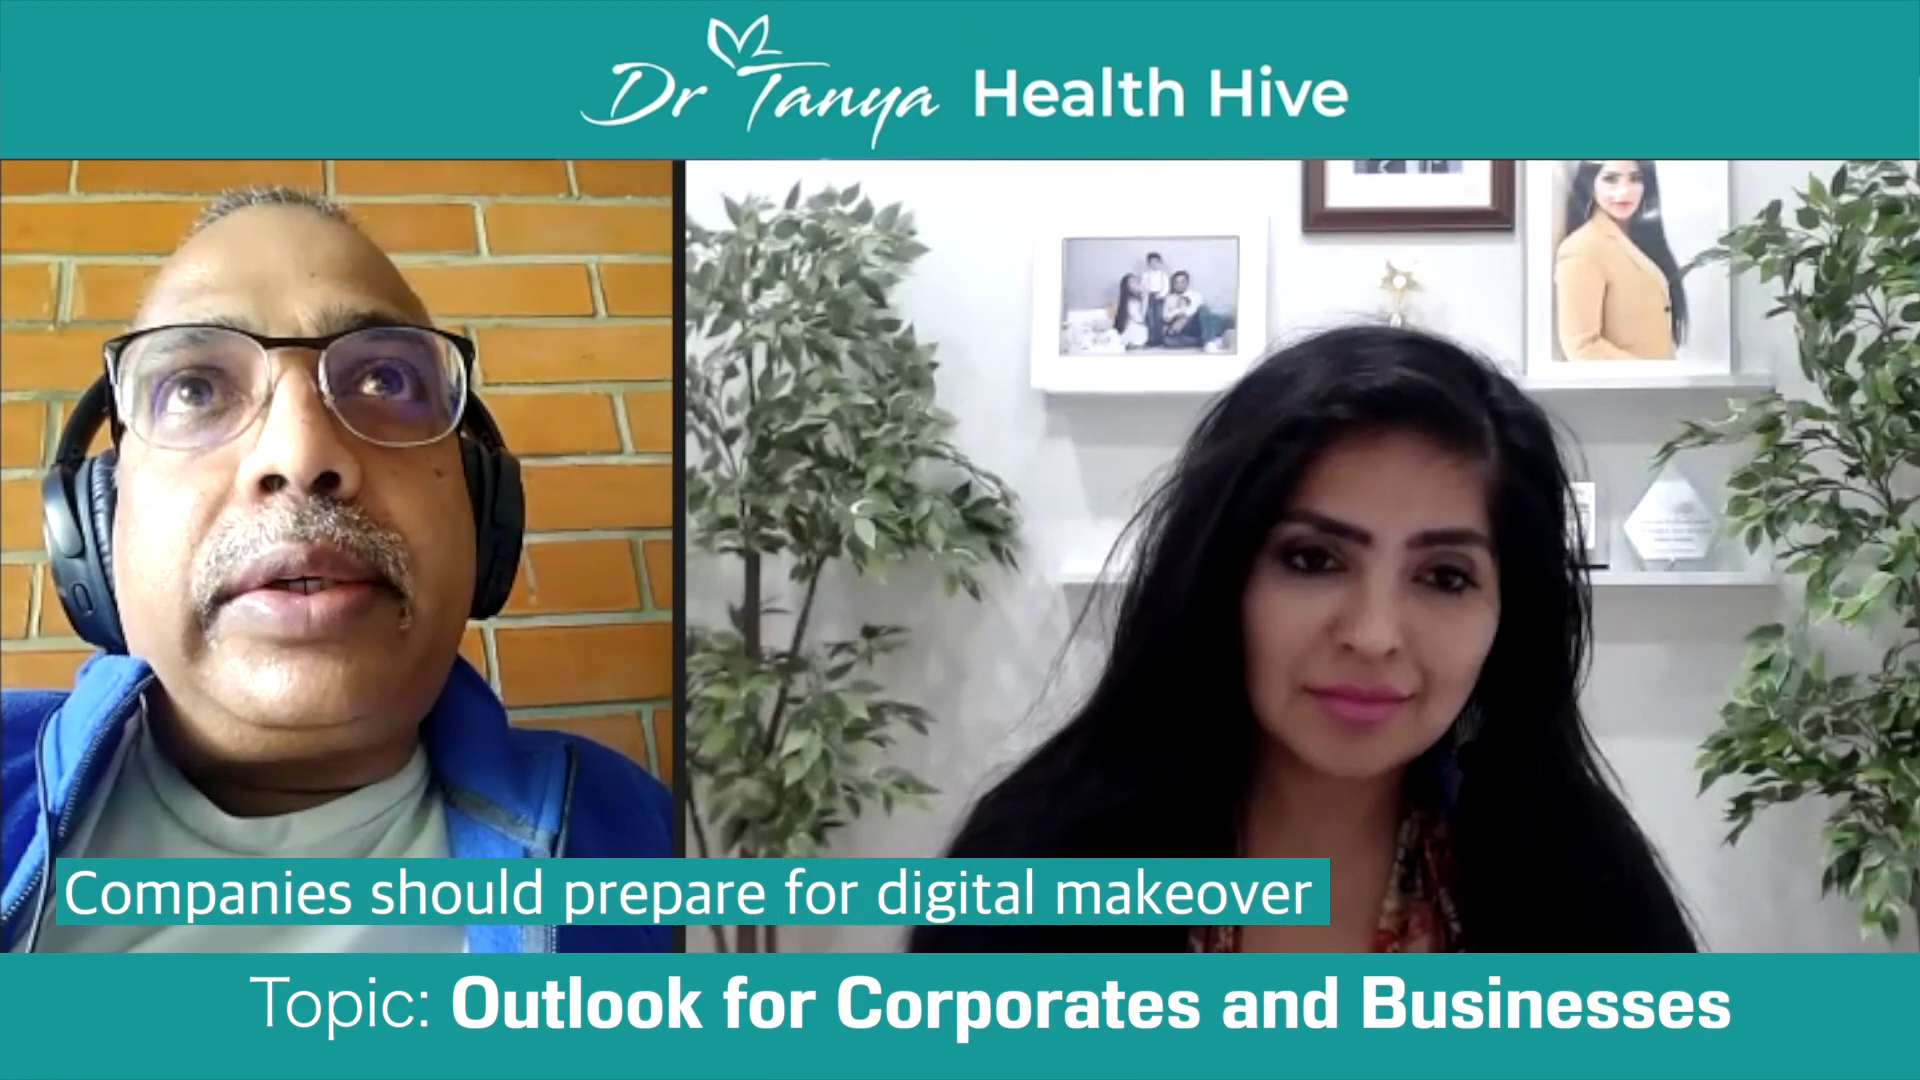 Dr Tanya Health Hive
Companies should prepare for digital makeover
Topic: Outlook for Corporates and Businesses